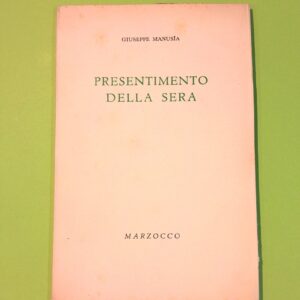 GIUSEPPE MANUSÌA
PRESENTIMENTO
DELLA SERA
MARZOCCO